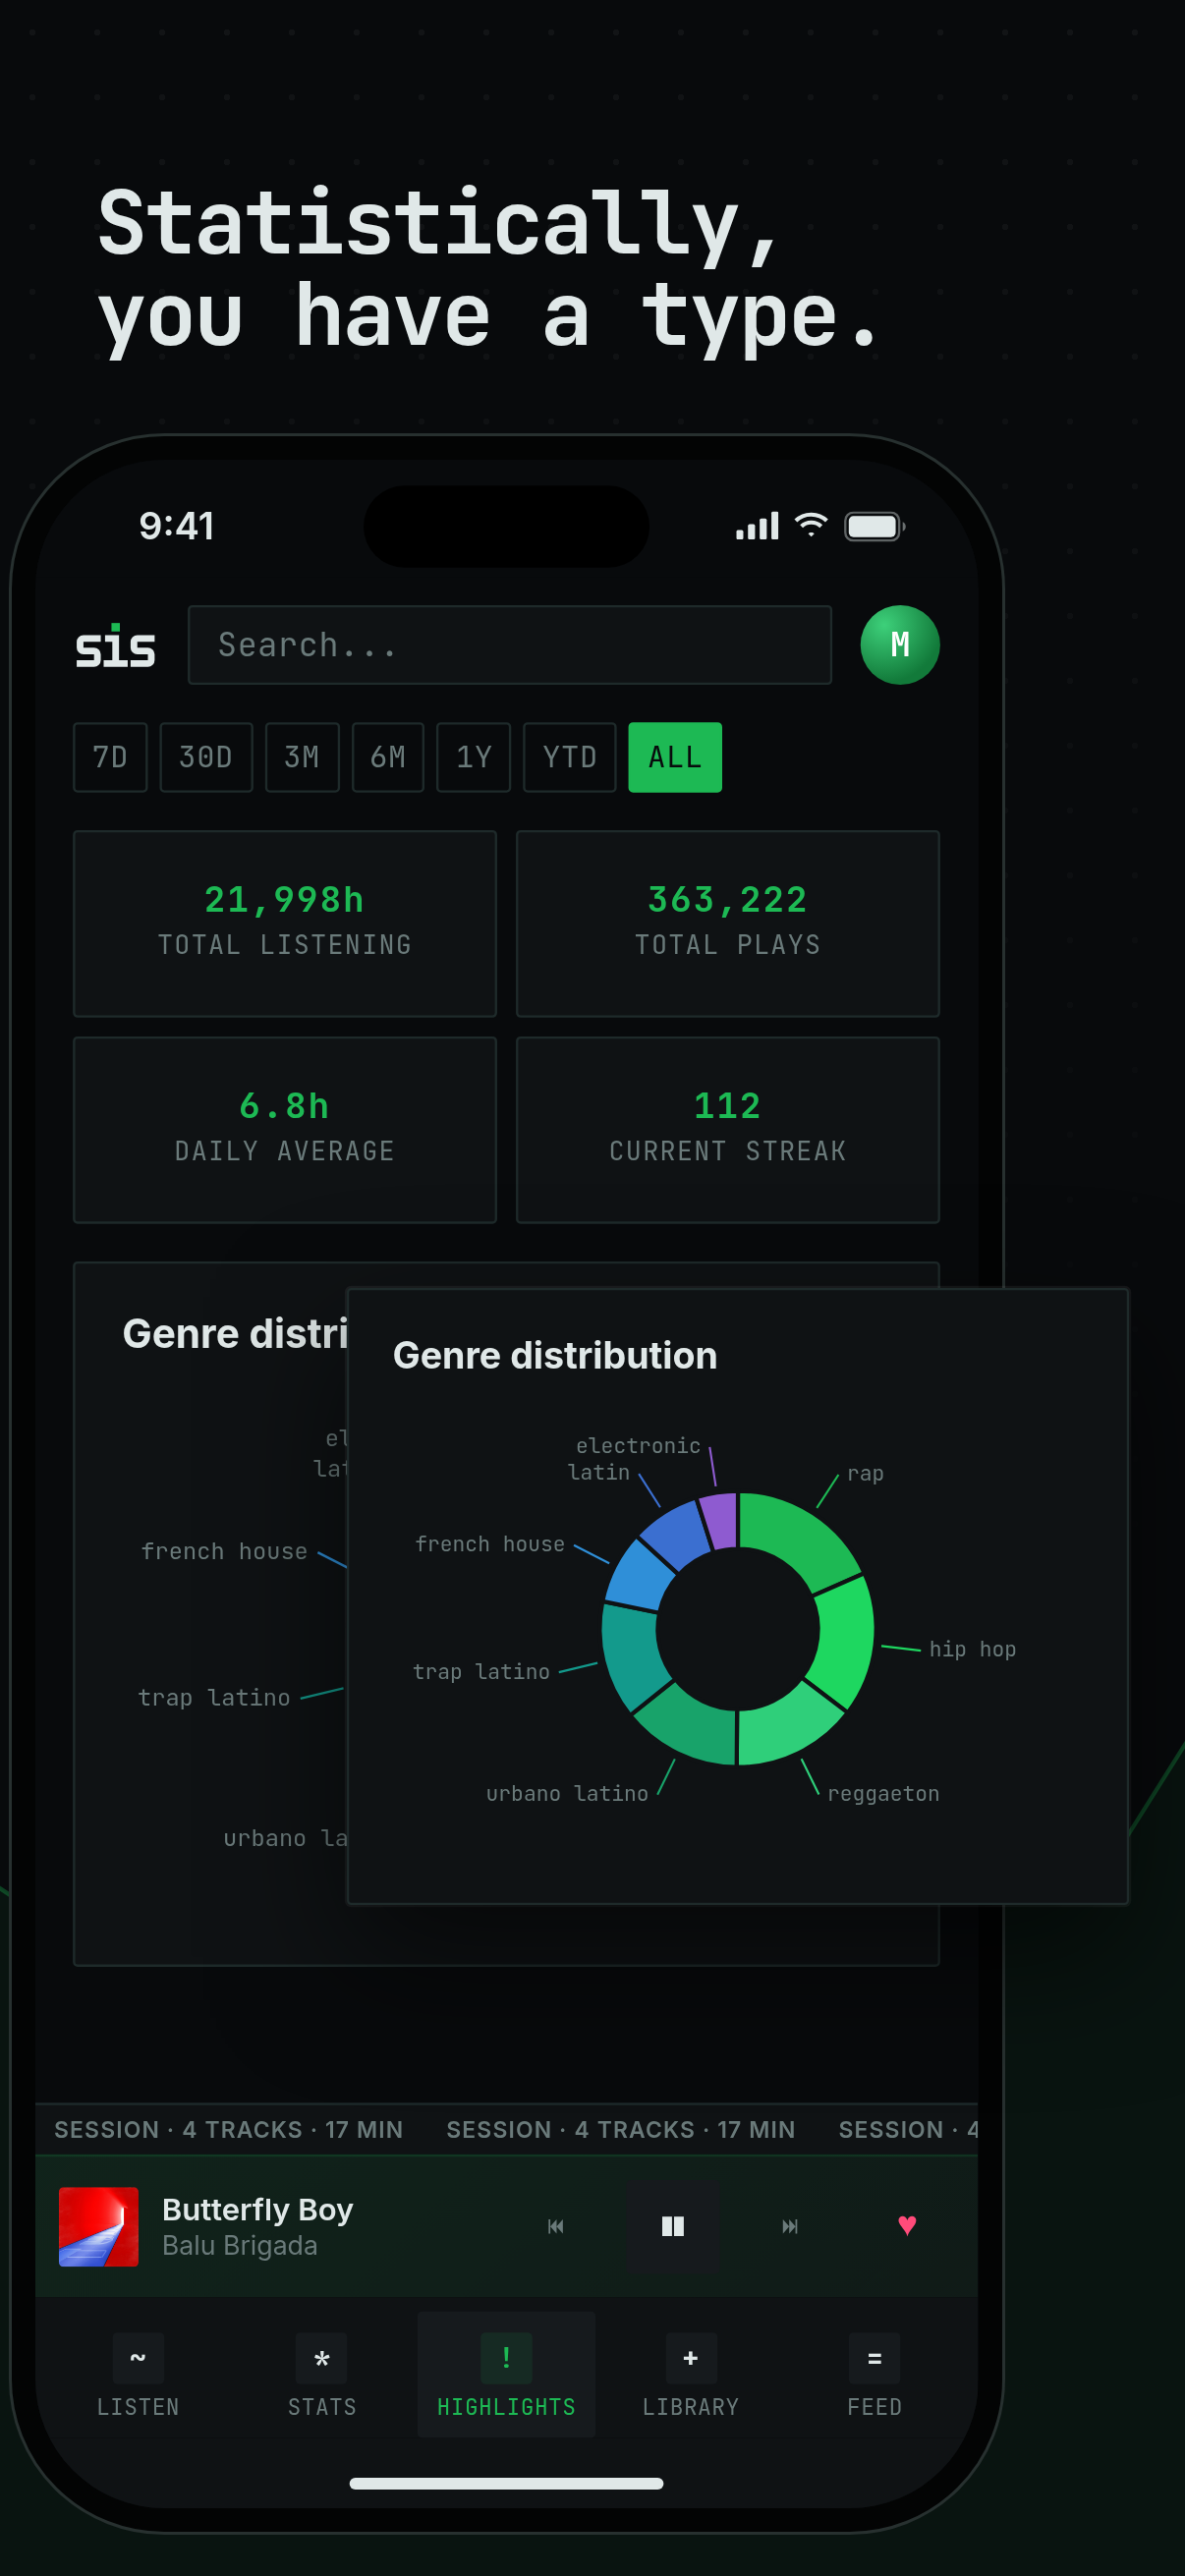 Statistically,
you have a type.
9:41
sis
Search...
M
7D 30D 3M 6M 1Y YTD ALL
21,998h
TOTAL LISTENING
363,222
TOTAL PLAYS
6.8h
DAILY AVERAGE
112
CURRENT STREAK
Genre distri
el
lat
french house
trap latino
urbano la
Genre distribution
electronic
latin
rap
french house
hip hop
trap latino
urbano latino
reggaeton
SESSION · 4 TRACKS · 17 MIN SESSION · 4 TRACKS · 17 MIN SESSION · 4
Butterfly Boy
Balu Brigada
~ * ! + =
LISTEN STATS HIGHLIGHTS LIBRARY FEED